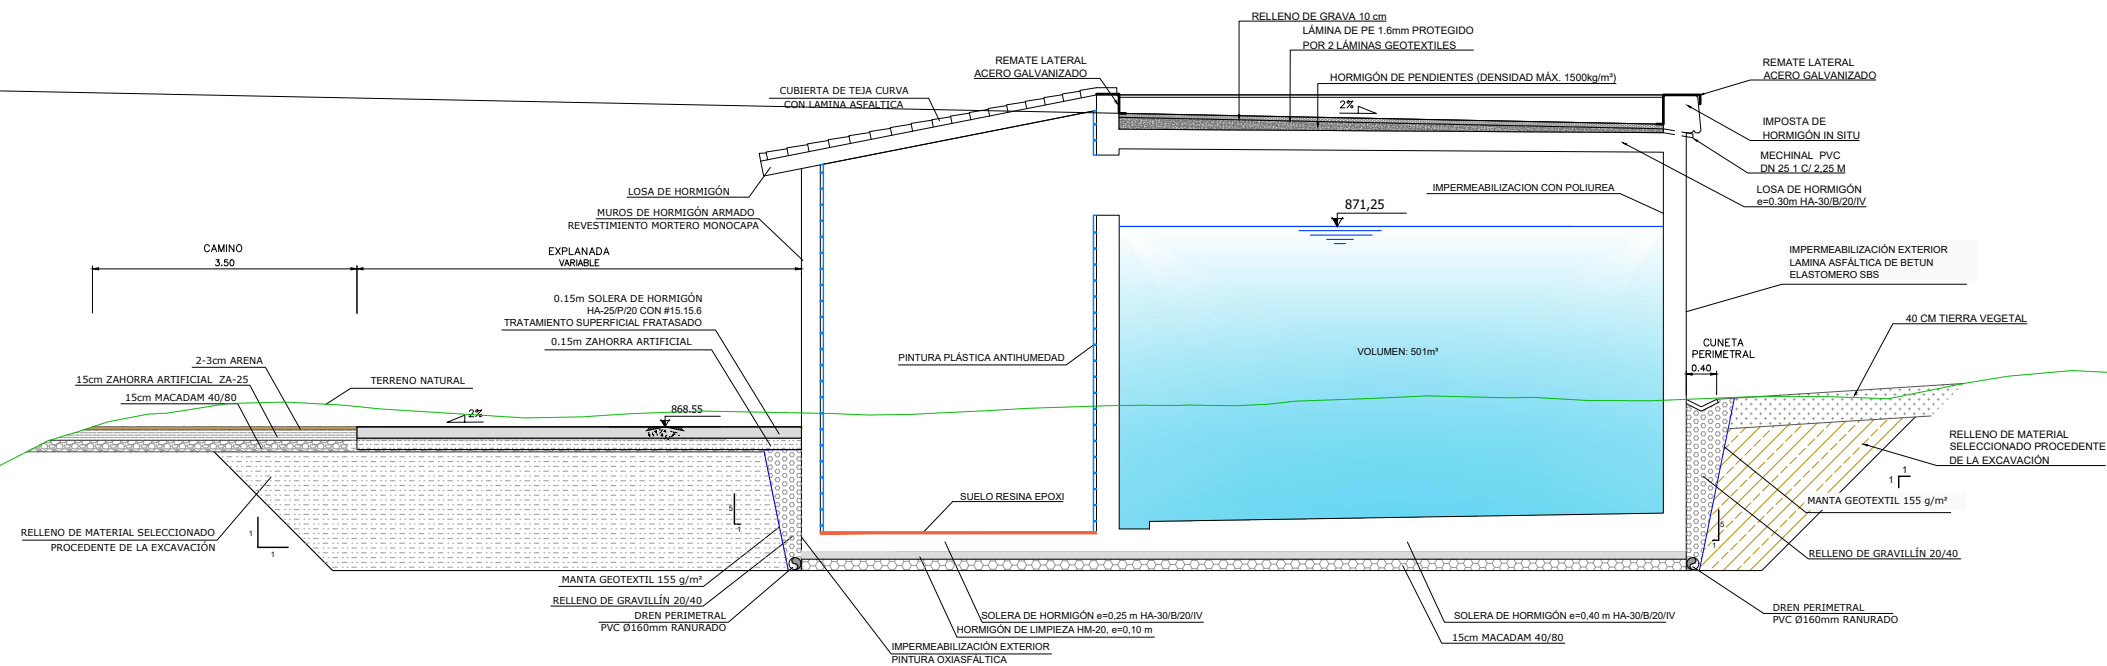 RELLENO DE GRAVA 10 cm
LÁMINA DE PE 1.6mm PROTEGIDO
POR 2 LÁMINAS GEOTEXTILES
HORMIGÓN DE PENDIENTES (DENSIDAD MÁX. 1500kg/m³)
REMATE LATERAL
ACERO GALVANIZADO
REMATE LATERAL
ACERO GALVANIZADO
CUBIERTA DE TEJA CURVA
CON LAMINA ASFALTICA
2%
IMPOSTA DE
HORMIGÓN IN SITU
MECHINAL PVC
DN 25 1 C/ 2,25 M
LOSA DE HORMIGÓN
e=0.30m HA-30/B/20/IV
LOSA DE HORMIGÓN
IMPERMEABILIZACION CON POLIUREA
871,25
MUROS DE HORMIGÓN ARMADO
REVESTIMIENTO MORTERO MONOCAPA
CAMINO
3.50
EXPLANADA
VARIABLE
IMPERMEABILIZACIÓN EXTERIOR
LAMINA ASFÁLTICA DE BETUN
ELASTOMERO SBS
0.15m SOLERA DE HORMIGÓN
HA-25/P/20 CON #15.15.6
TRATAMIENTO SUPERFICIAL FRATASADO
0.15m ZAHORRA ARTIFICIAL
40 CM TIERRA VEGETAL
CUNETA
PERIMETRAL
0.40
PINTURA PLÁSTICA ANTIHUMEDAD
VOLUMEN: 501m³
2-3cm ARENA
15cm ZAHORRA ARTIFICIAL ZA-25
15cm MACADAM 40/80
TERRENO NATURAL
2%
868.55
RELLENO DE MATERIAL
SELECCIONADO PROCEDENTE
DE LA EXCAVACIÓN
1
1
SUELO RESINA EPOXI
MANTA GEOTEXTIL 155 g/m²
5
1
5
1
RELLENO DE MATERIAL SELECCIONADO
PROCEDENTE DE LA EXCAVACIÓN
1
1
RELLENO DE GRAVILLÍN 20/40
MANTA GEOTEXTIL 155 g/m²
RELLENO DE GRAVILLÍN 20/40
DREN PERIMETRAL
PVC Ø160mm RANURADO
SOLERA DE HORMIGÓN e=0,25 m HA-30/B/20/IV
HORMIGÓN DE LIMPIEZA HM-20, e=0,10 m
SOLERA DE HORMIGÓN e=0,40 m HA-30/B/20/IV
15cm MACADAM 40/80
DREN PERIMETRAL
PVC Ø160mm RANURADO
IMPERMEABILIZACIÓN EXTERIOR
PINTURA OXIASFÁLTICA